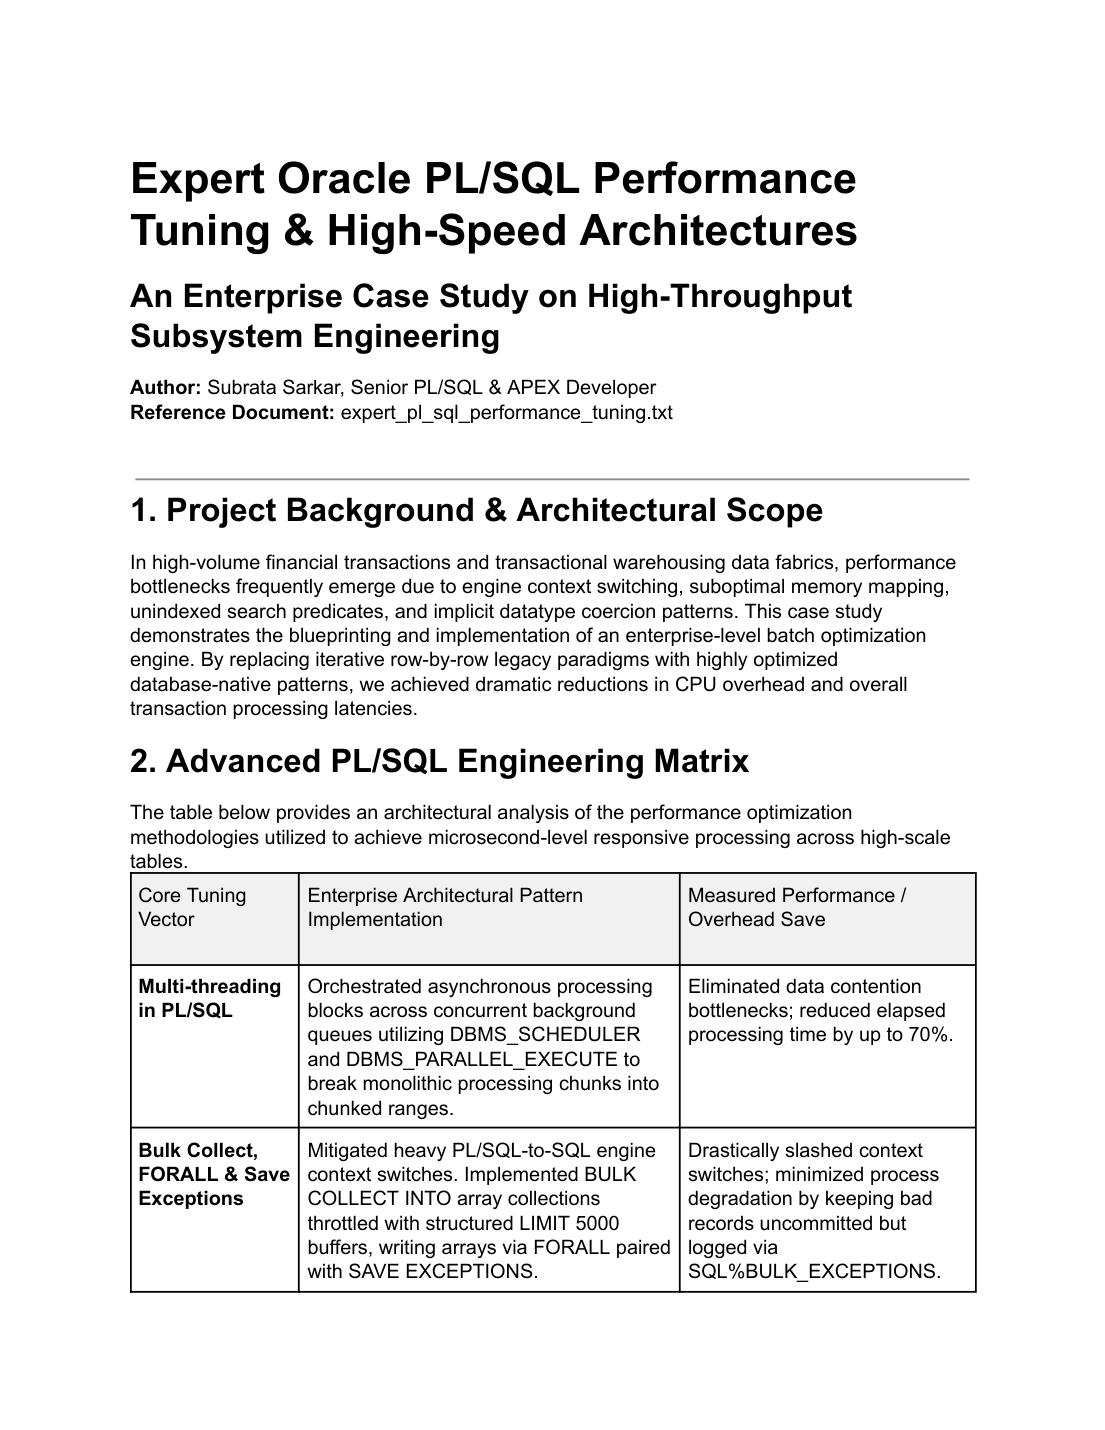 Expert Oracle PL/SQL Performance
Tuning & High-Speed Architectures
An Enterprise Case Study on High-Throughput
Subsystem Engineering
Author: Subrata Sarkar, Senior PL/SQL & APEX Developer
Reference Document: expert_pl_sql_performance_tuning.txt
1. Project Background & Architectural Scope
In high-volume financial transactions and transactional warehousing data fabrics, performance
bottlenecks frequently emerge due to engine context switching, suboptimal memory mapping,
unindexed search predicates, and implicit datatype coercion patterns. This case study
demonstrates the blueprinting and implementation of an enterprise-level batch optimization
engine. By replacing iterative row-by-row legacy paradigms with highly optimized
database-native patterns, we achieved dramatic reductions in CPU overhead and overall
transaction processing latencies.
2. Advanced PL/SQL Engineering Matrix
The table below provides an architectural analysis of the performance optimization
methodologies utilized to achieve microsecond-level responsive processing across high-scale
tables.
Core Tuning
Vector
Enterprise Architectural Pattern
Implementation
Measured Performance /
Overhead Save
Multi-threading
in PL/SQL
Orchestrated asynchronous processing
blocks across concurrent background
queues utilizing DBMS_SCHEDULER
and DBMS_PARALLEL_EXECUTE to
break monolithic processing chunks into
chunked ranges.
Eliminated data contention
bottlenecks; reduced elapsed
processing time by up to 70%.
Bulk Collect,
FORALL & Save
Exceptions
Mitigated heavy PL/SQL-to-SQL engine
context switches. Implemented BULK
COLLECT INTO array collections
throttled with structured LIMIT 5000
buffers, writing arrays via FORALL paired
with SAVE EXCEPTIONS.
Drastically slashed context
switches; minimized process
degradation by keeping bad
records uncommitted but
logged via
SQL%BULK_EXCEPTIONS.